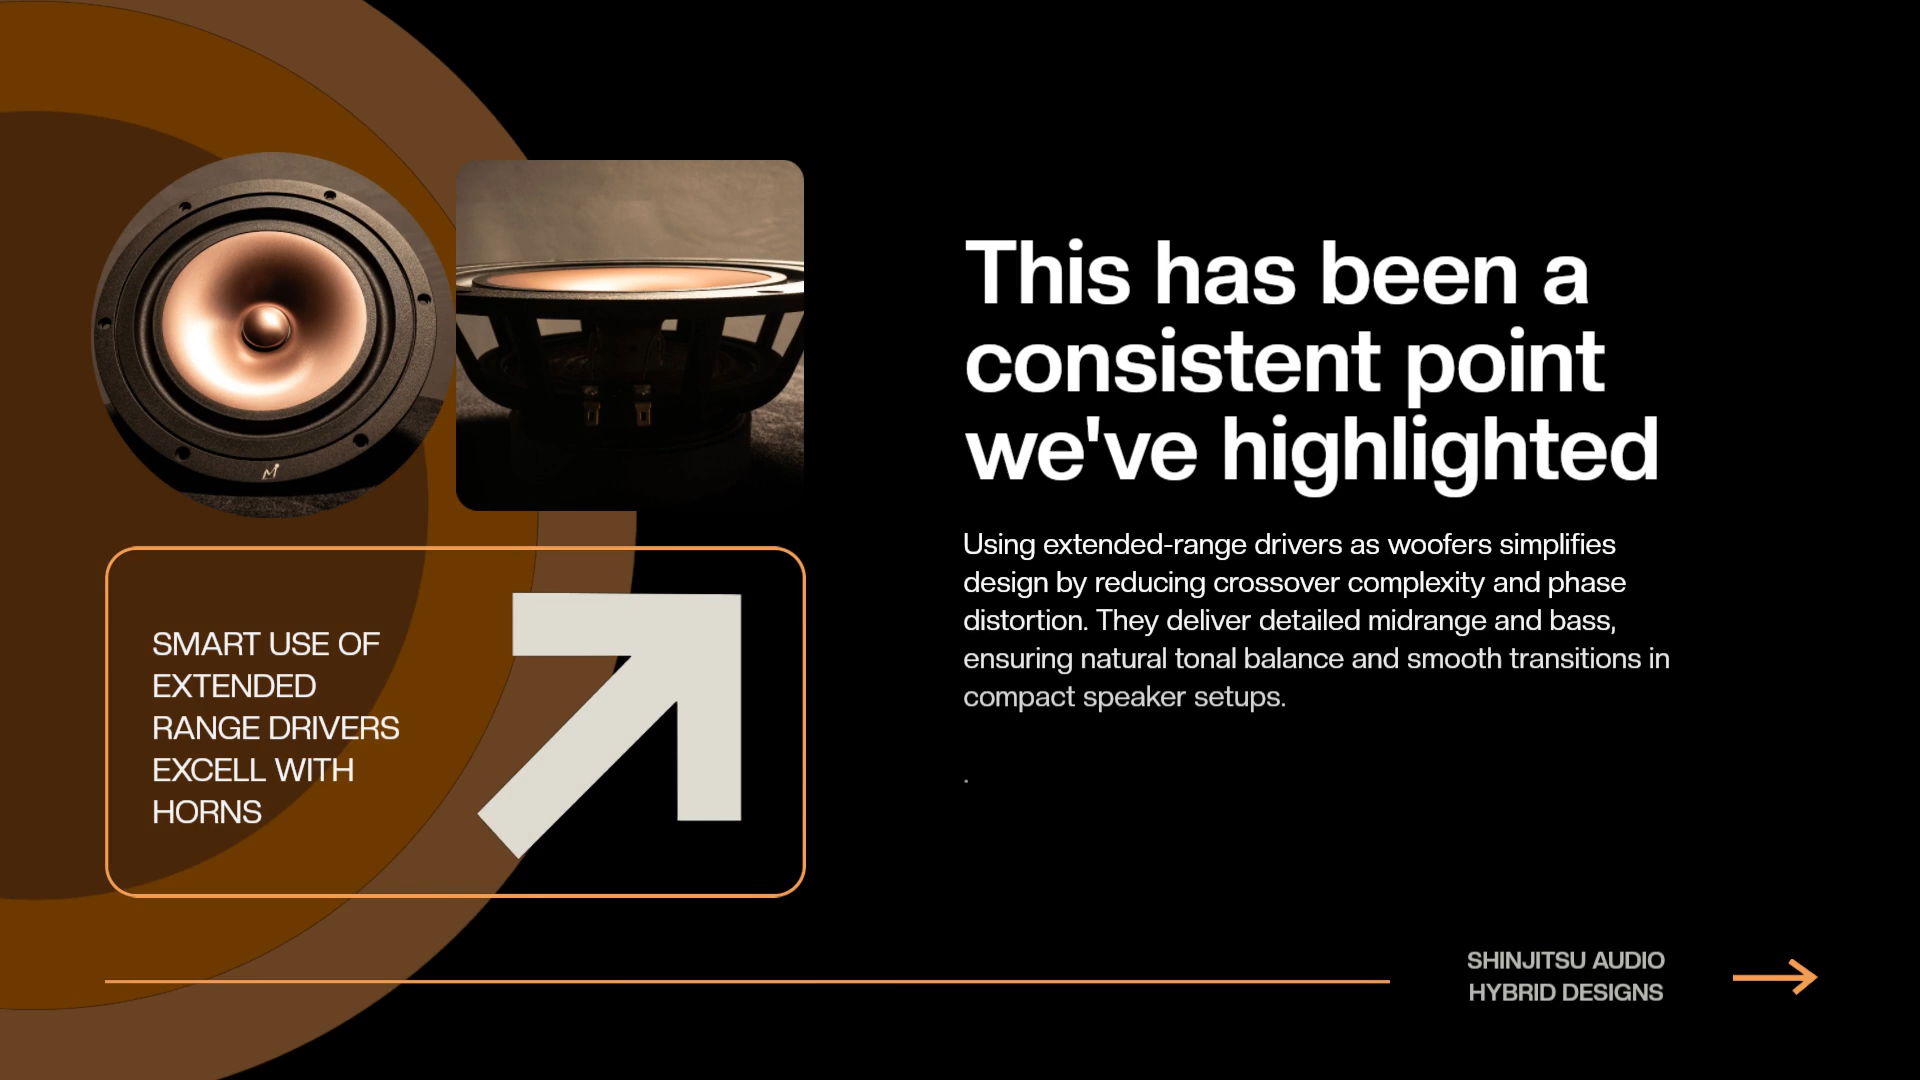 This has been a
consistent point
we've highlighted
Using extended-range drivers as woofers simplifies
design by reducing crossover complexity and phase
distortion. They deliver detailed midrange and bass,
ensuring natural tonal balance and smooth transitions in
compact speaker setups.
.
SMART USE OF
EXTENDED
RANGE DRIVERS
EXCELL WITH
HORNS
SHINJITSU AUDIO
HYBRID DESIGNS